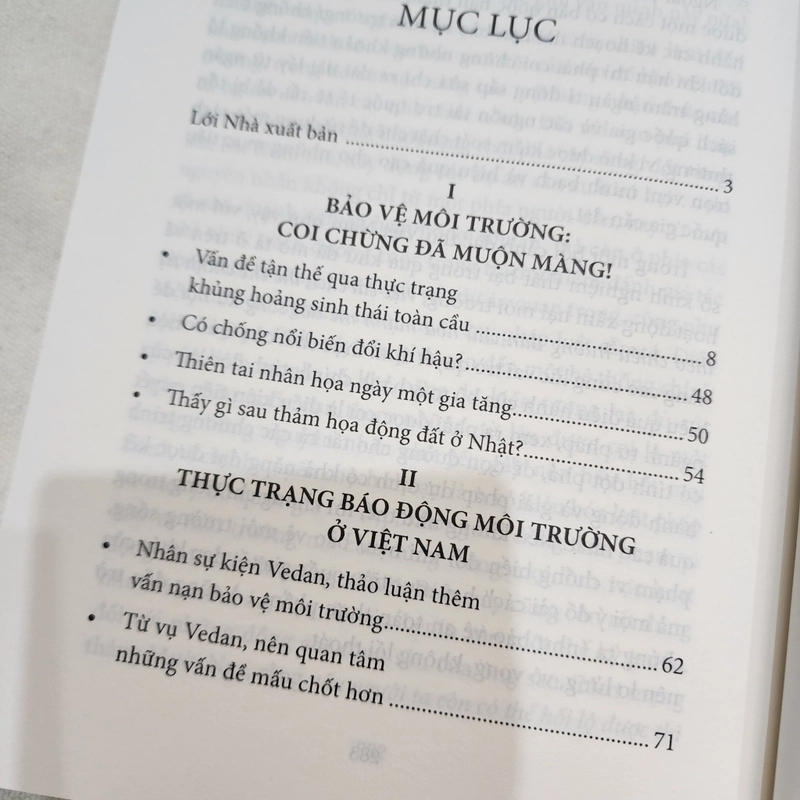 MỤC LỤC
Lời Nhà xuất bản ........ 3
I
BẢO VỆ MÔI TRƯỜNG:
COI CHỪNG ĐÃ MUỘN MÀNG!
• Vấn đề tận thế qua thực trạng
khủng hoảng sinh thái toàn cầu ........ 8
• Có chống nổi biến đổi khí hậu? ........ 48
• Thiên tai nhân họa ngày một gia tăng ........ 50
• Thấy gì sau thảm họa động đất ở Nhật? ........ 54
II
THỰC TRẠNG BÁO ĐỘNG MÔI TRƯỜNG
Ở VIỆT NAM
• Nhân sự kiện Vedan, thảo luận thêm
vấn nạn bảo vệ môi trường ........ 62
• Từ vụ Vedan, nên quan tâm
những vấn đề mấu chốt hơn ........ 71